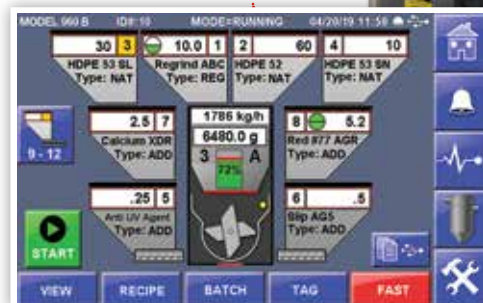 MODEL 960 B ID#: 10 MODE=RUNNING 04/20/19 11:58
30 3 10.0 1 2 60 4 10
HDPE 53 SL Regrind ABC HDPE 52 HDPE 53 SN
Type: NAT Type: REG Type: NAT Type: NAT
2.5 7 1786 kg/h 8 5.2
6480.0 g
Calcium XDR 3 A Red #77 AGR
Type: ADD 72% Type: ADD
9 - 12
.25 5 6 .5
Anti UV Agent Slip AG5
Type: ADD Type: ADD
START
VIEW RECIPE BATCH TAG FAST